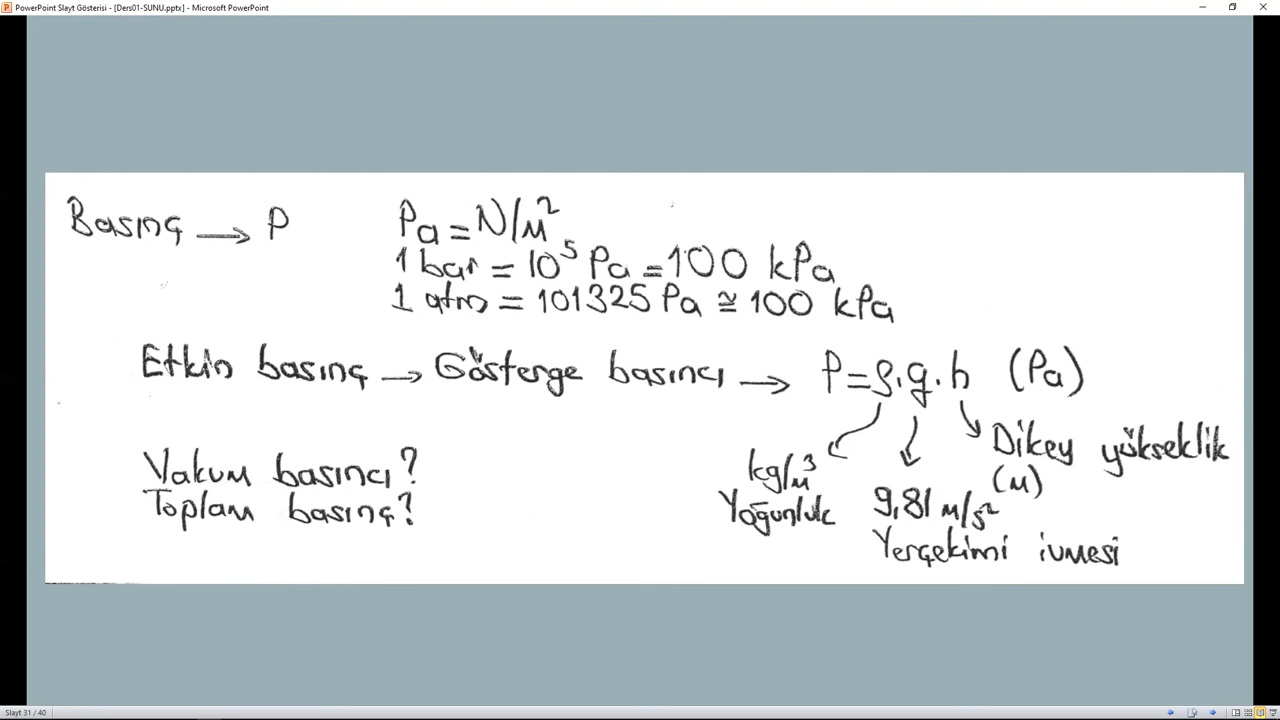 PowerPoint Slayt Gösterisi - [Ders01-SUNU.pptx] - Microsoft PowerPoint
Basınç → P
Pa = N/m²
1 bar = 10⁵ Pa = 100 kPa
1 atm = 101325 Pa ≅ 100 kPa
Etkin basınç → Gösterge basıncı → P = ρ.g.h (Pa)
Vakum basıncı?
Toplam basınç?
kg/m³
Yoğunluk
9,81 m/s²
Yerçekimi ivmesi
Dikey yükseklik
(m)
Slayt 31 / 40